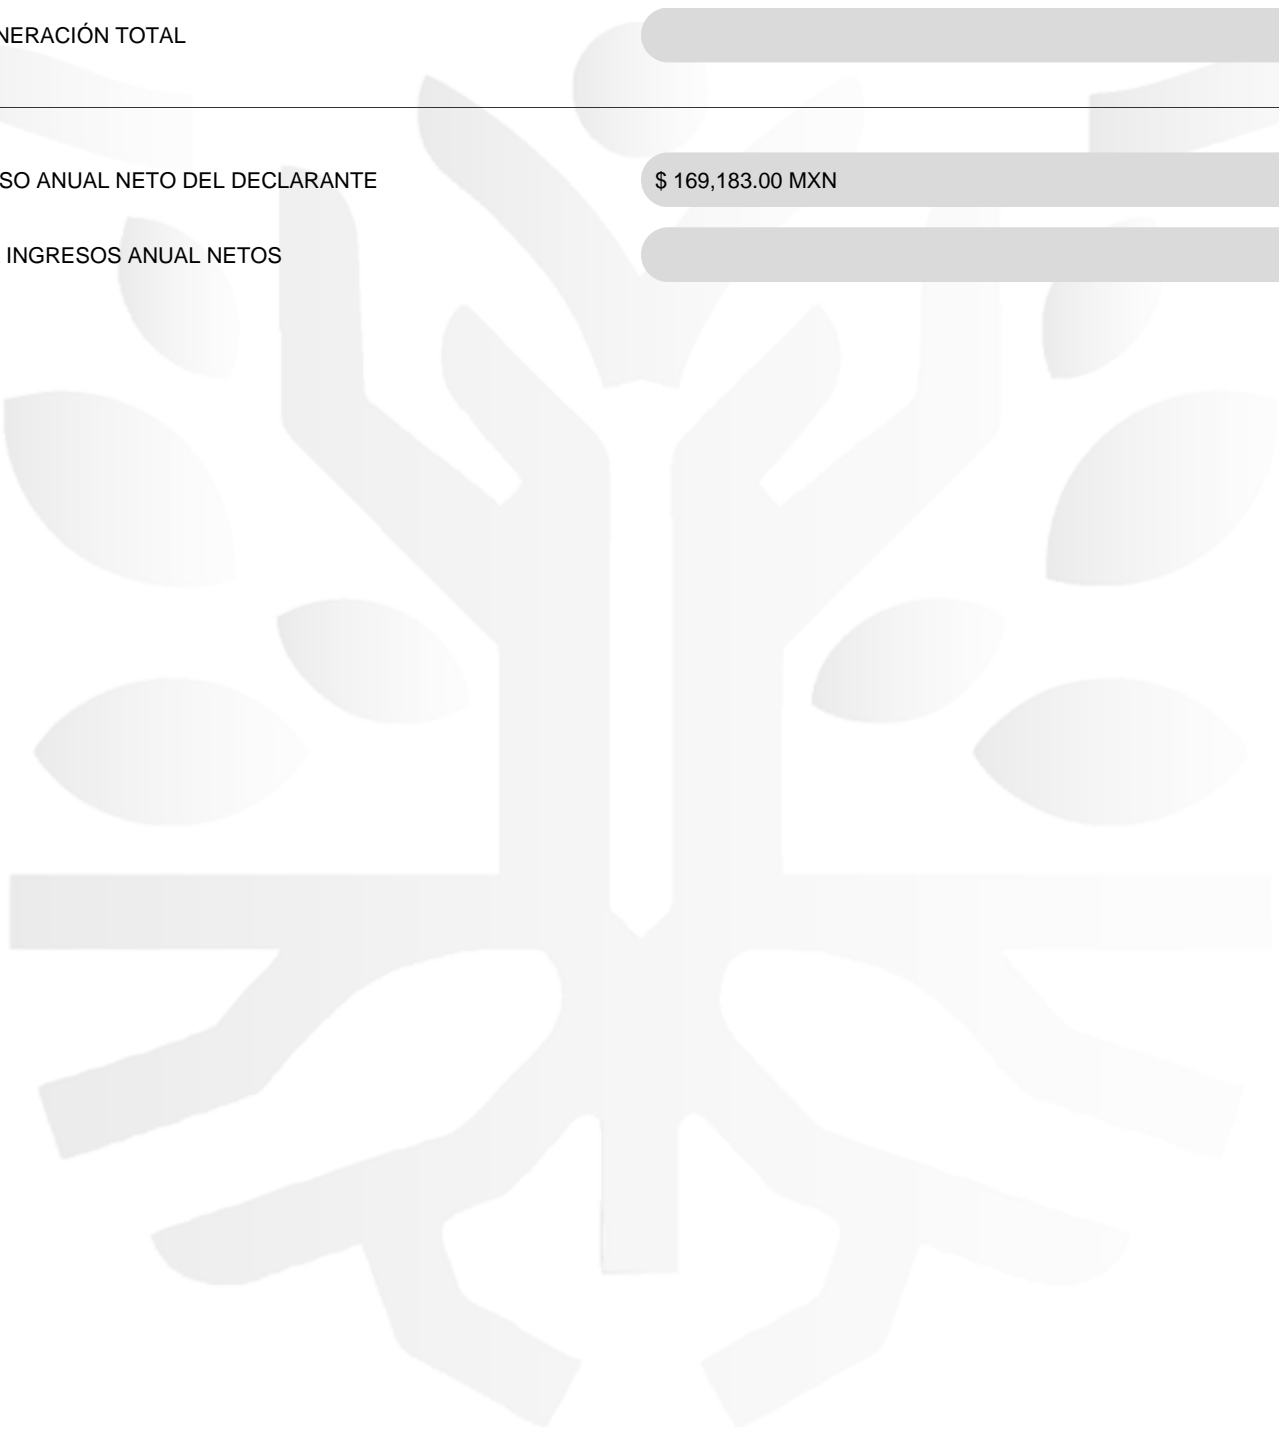 NERACIÓN TOTAL
SO ANUAL NETO DEL DECLARANTE $ 169,183.00 MXN
INGRESOS ANUAL NETOS